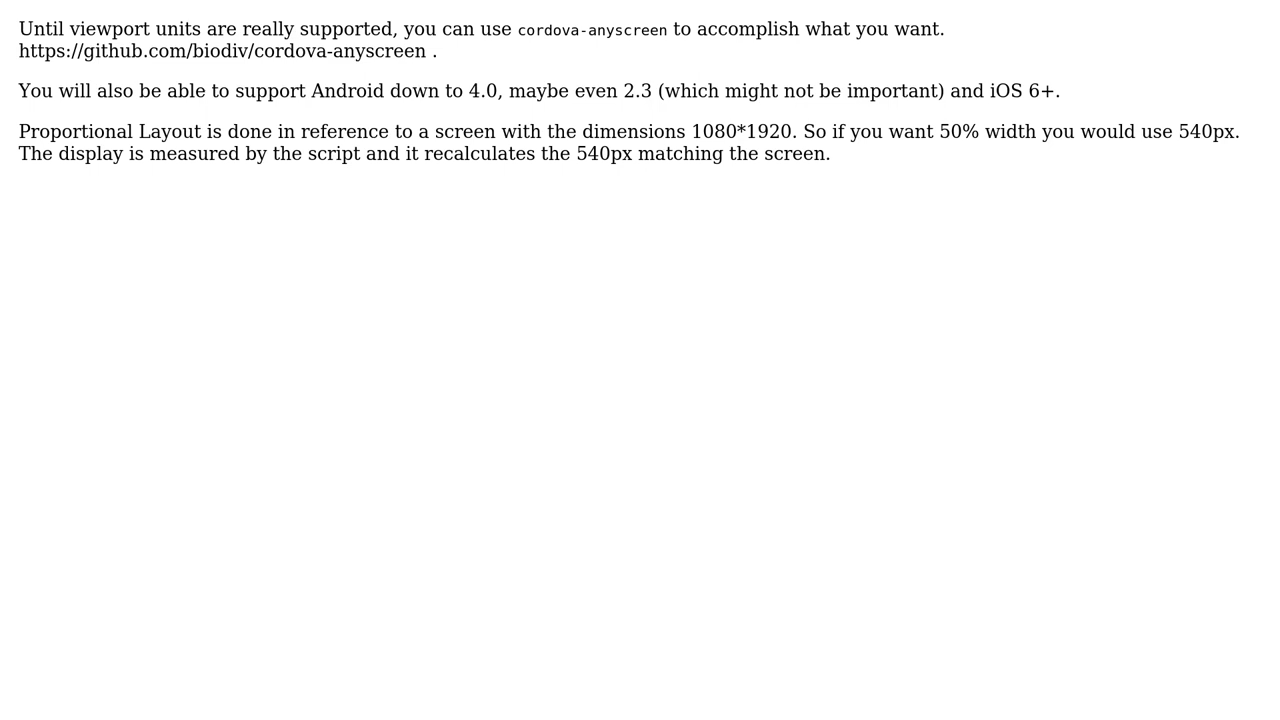 Until viewport units are really supported, you can use cordova-anyscreen to accomplish what you want.
https://github.com/biodiv/cordova-anyscreen .
You will also be able to support Android down to 4.0, maybe even 2.3 (which might not be important) and iOS 6+.
Proportional Layout is done in reference to a screen with the dimensions 1080*1920. So if you want 50% width you would use 540px.
The display is measured by the script and it recalculates the 540px matching the screen.